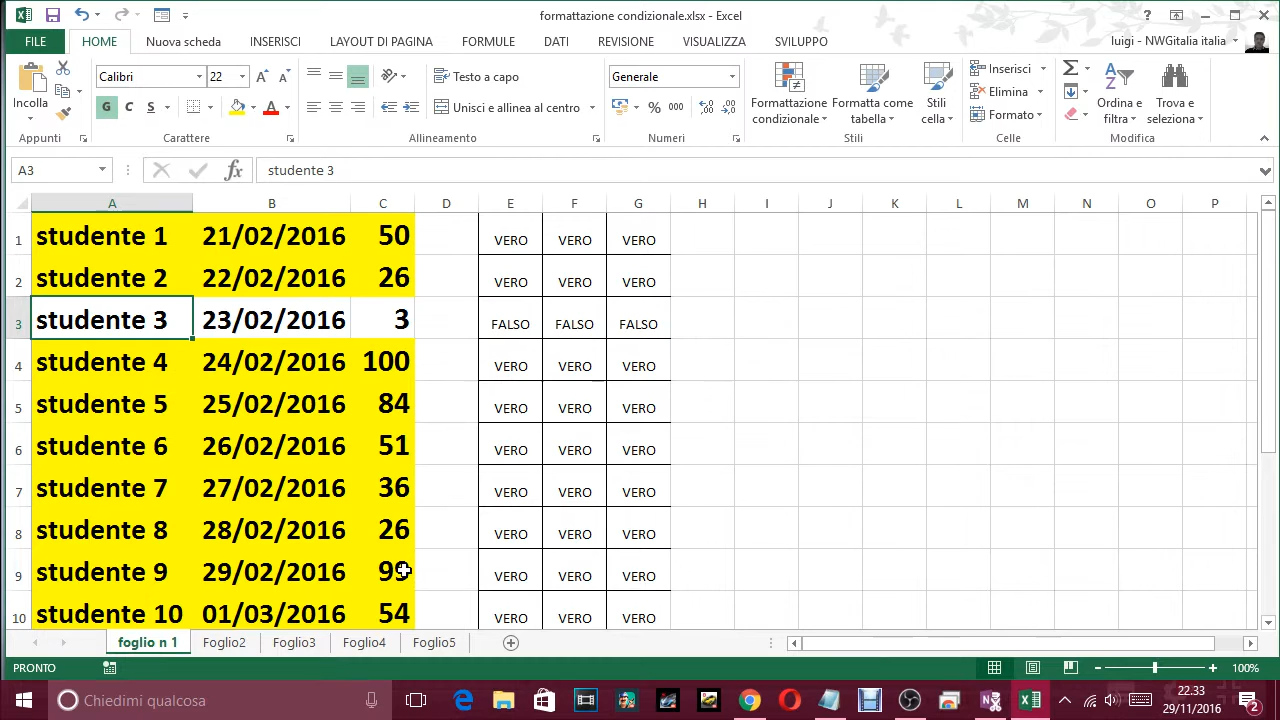 formattazione condizionale.xlsx - Excel
?
FILE HOME Nuova scheda INSERISCI LAYOUT DI PAGINA FORMULE DATI REVISIONE VISUALIZZA SVILUPPO luigi - NWGitalia italia
Incolla
Calibri 22
G C S
Testo a capo
Unisci e allinea al centro
Generale
% 000
Formattazione condizionale
Formatta come tabella
Stili cella
Inserisci
Elimina
Formato
Ordina e filtra
Trova e seleziona
Appunti Carattere Allineamento Numeri Stili Celle Modifica
A3 fx studente 3
A B C D E F G H I J K L M N O P
1 studente 1 21/02/2016 50 VERO VERO VERO
2 studente 2 22/02/2016 26 VERO VERO VERO
3 studente 3 23/02/2016 3 FALSO FALSO FALSO
4 studente 4 24/02/2016 100 VERO VERO VERO
5 studente 5 25/02/2016 84 VERO VERO VERO
6 studente 6 26/02/2016 51 VERO VERO VERO
7 studente 7 27/02/2016 36 VERO VERO VERO
8 studente 8 28/02/2016 26 VERO VERO VERO
9 studente 9 29/02/2016 99 VERO VERO VERO
10 studente 10 01/03/2016 54 VERO VERO VERO
foglio n 1 Foglio2 Foglio3 Foglio4 Foglio5
PRONTO 100%
Chiedimi qualcosa
22.33
29/11/2016
2